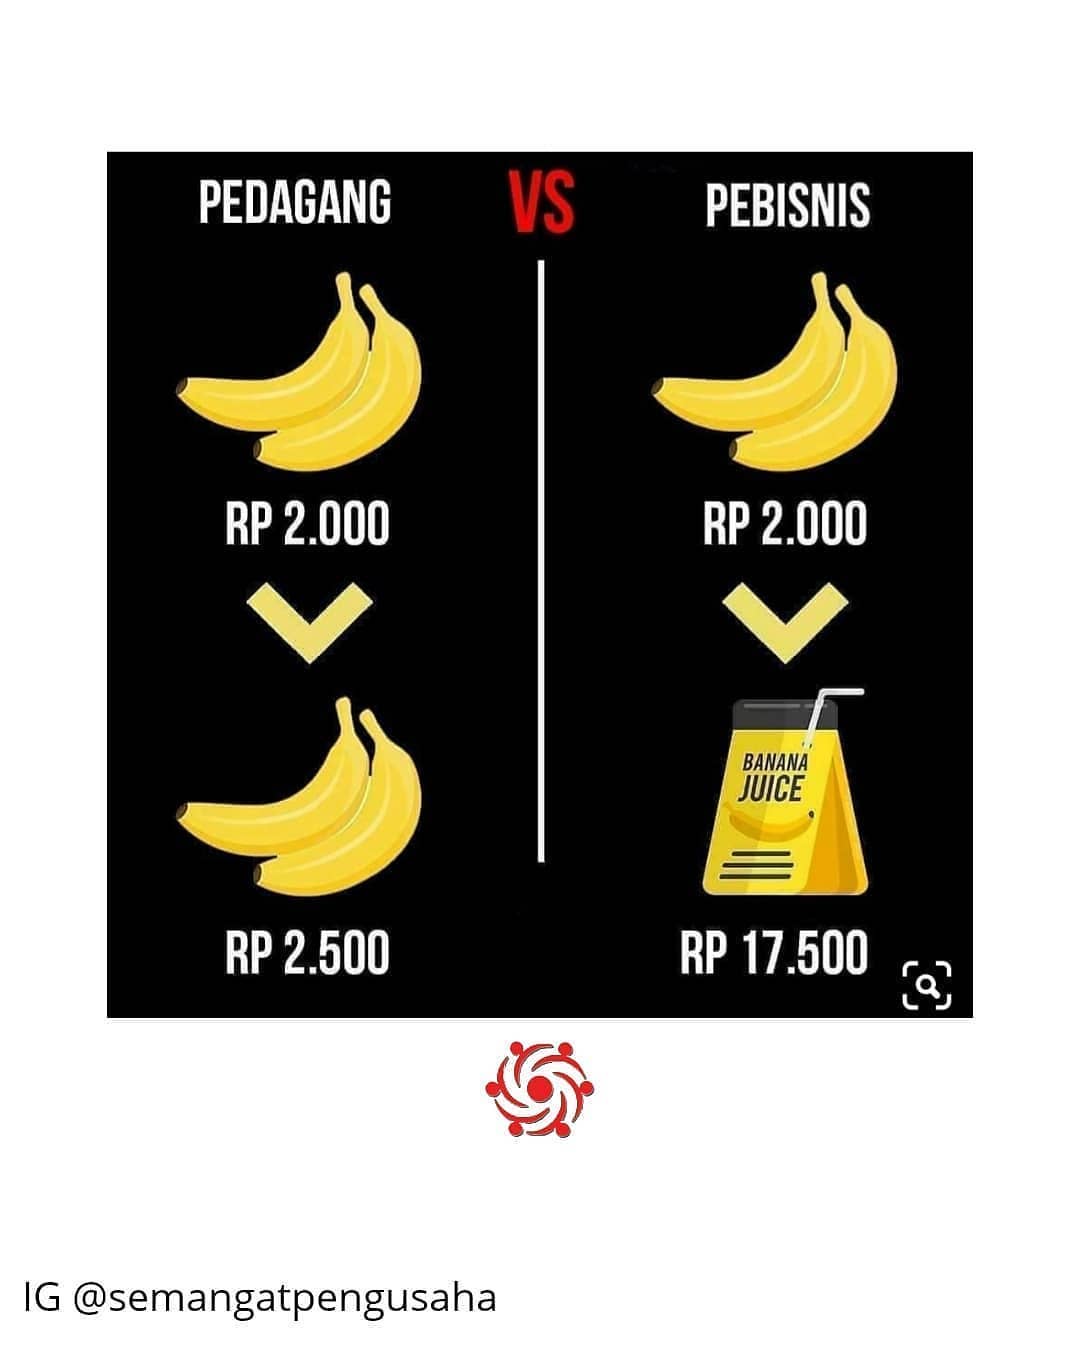 PEDAGANG
VS
PEBISNIS
RP 2.000
RP 2.000
BANANA
JUICE
RP 2.500
RP 17.500
IG @semangatpengusaha